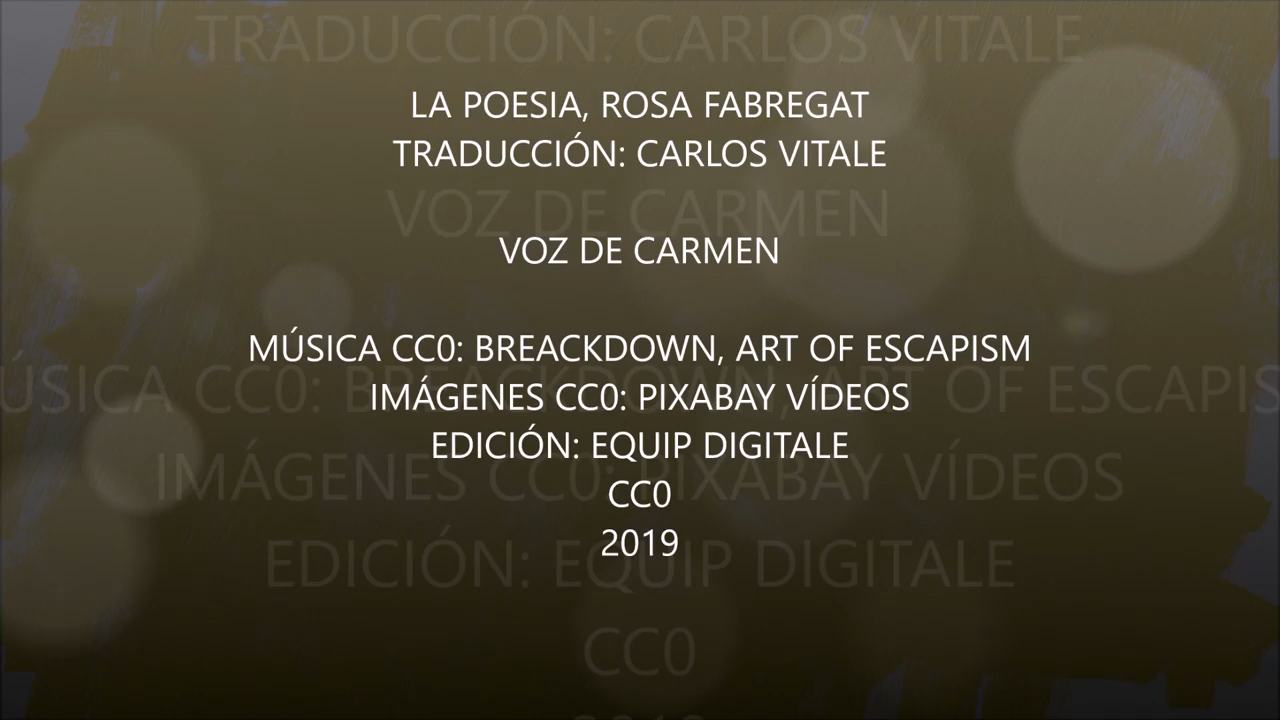 LA POESIA, ROSA FABREGAT
TRADUCCIÓN: CARLOS VITALE
VOZ DE CARMEN
MÚSICA CC0: BREACKDOWN, ART OF ESCAPISM
IMÁGENES CC0: PIXABAY VÍDEOS
EDICIÓN: EQUIP DIGITALE
CC0
2019